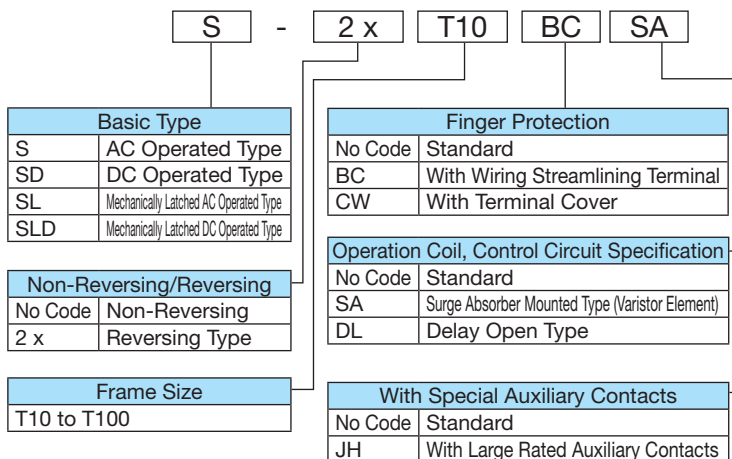 S - 2 x T10 BC SA
Basic Type
S AC Operated Type
SD DC Operated Type
SL Mechanically Latched AC Operated Type
SLD Mechanically Latched DC Operated Type
Non-Reversing/Reversing
No Code Non-Reversing
2 x Reversing Type
Frame Size
T10 to T100
Finger Protection
No Code Standard
BC With Wiring Streamlining Terminal
CW With Terminal Cover
Operation Coil, Control Circuit Specification
No Code Standard
SA Surge Absorber Mounted Type (Varistor Element)
DL Delay Open Type
With Special Auxiliary Contacts
No Code Standard
JH With Large Rated Auxiliary Contacts